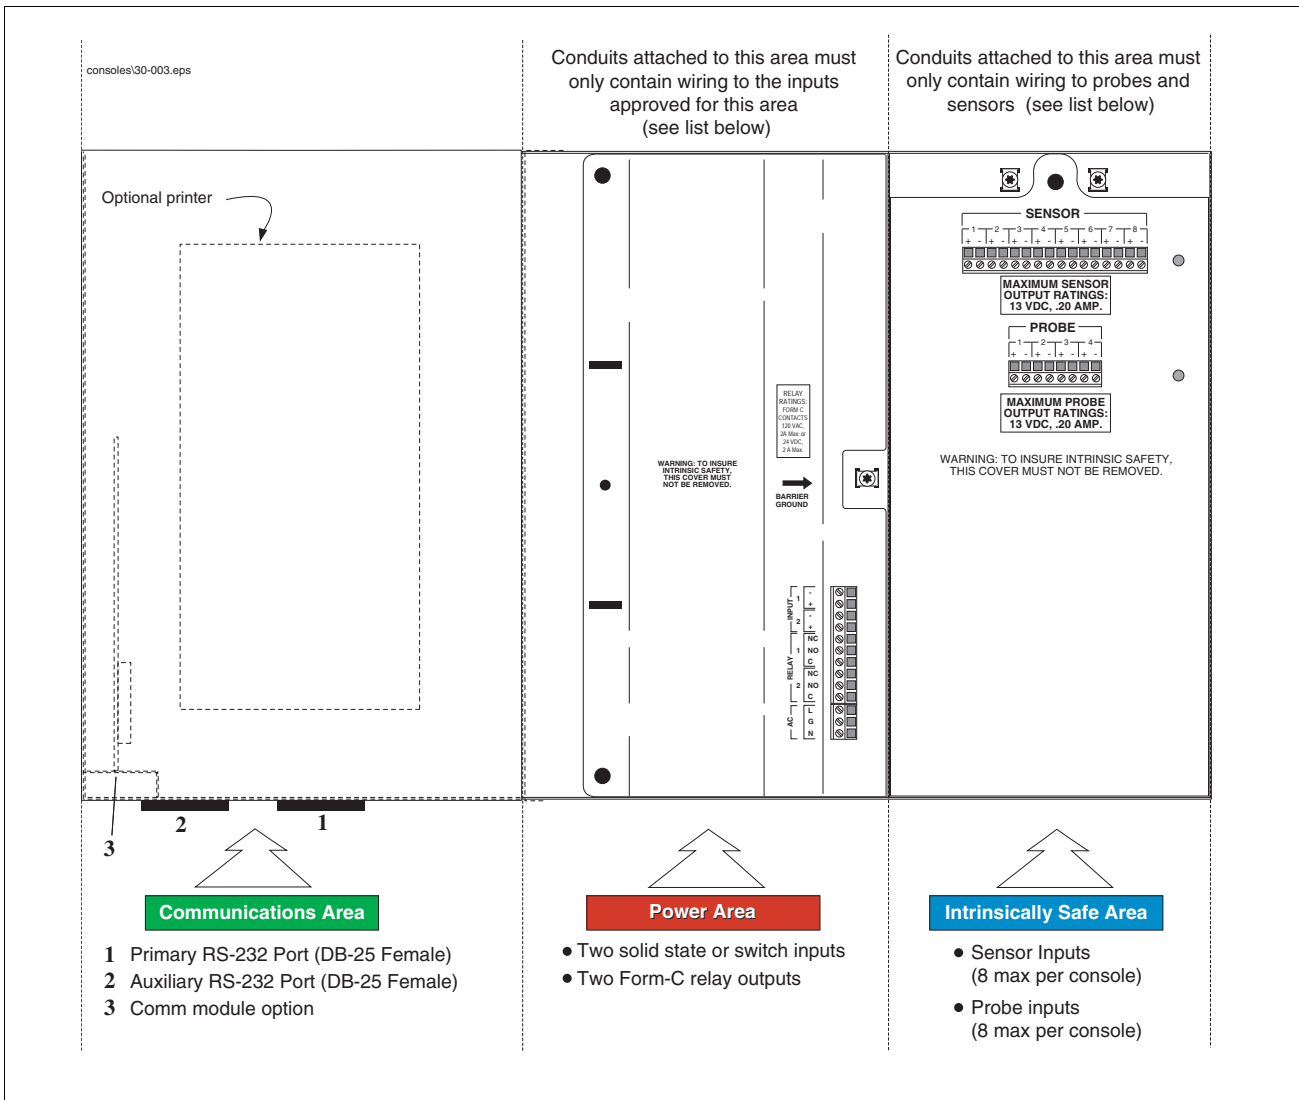 consoles\30-003.eps
Conduits attached to this area must
only contain wiring to the inputs
approved for this area
(see list below)
Conduits attached to this area must
only contain wiring to probes and
sensors (see list below)
Optional printer
SENSOR
1 2 3 4 5 6 7 8
+ - + - + - + - + - + - + - + -
MAXIMUM SENSOR
OUTPUT RATINGS:
13 VDC, .20 AMP.
PROBE
1 2 3 4
+ - + - + - + -
MAXIMUM PROBE
OUTPUT RATINGS:
13 VDC, .20 AMP.
WARNING: TO INSURE INTRINSIC SAFETY,
THIS COVER MUST NOT BE REMOVED.
RELAY
RATINGS:
FORM C
CONTACTS
120 VAC,
2A Max: or
24 VDC,
2 A Max.
WARNING: TO INSURE
INTRINSIC SAFETY,
THIS COVER MUST
NOT BE REMOVED.
BARRIER
GROUND
INPUT
1
-
+
2
-
+
RELAY
1
NC
NO
C
2
NC
NO
C
AC
L
G
N
3
2
1
Communications Area
1 Primary RS-232 Port (DB-25 Female)
2 Auxiliary RS-232 Port (DB-25 Female)
3 Comm module option
Power Area
● Two solid state or switch inputs
● Two Form-C relay outputs
Intrinsically Safe Area
● Sensor Inputs
(8 max per console)
● Probe inputs
(8 max per console)